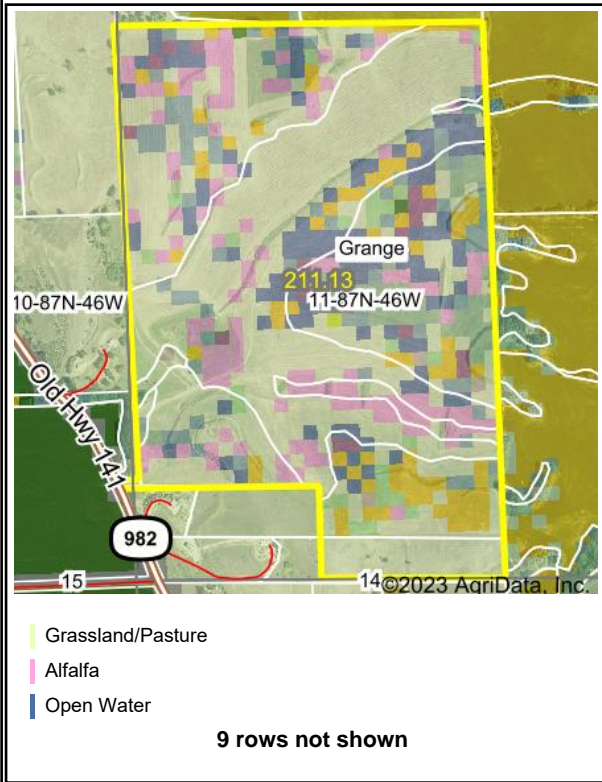 Grange
211.13
10-87N-46W
11-87N-46W
Old Hwy 141
982
15
14
©2023 AgriData, Inc.
Grassland/Pasture
Alfalfa
Open Water
9 rows not shown